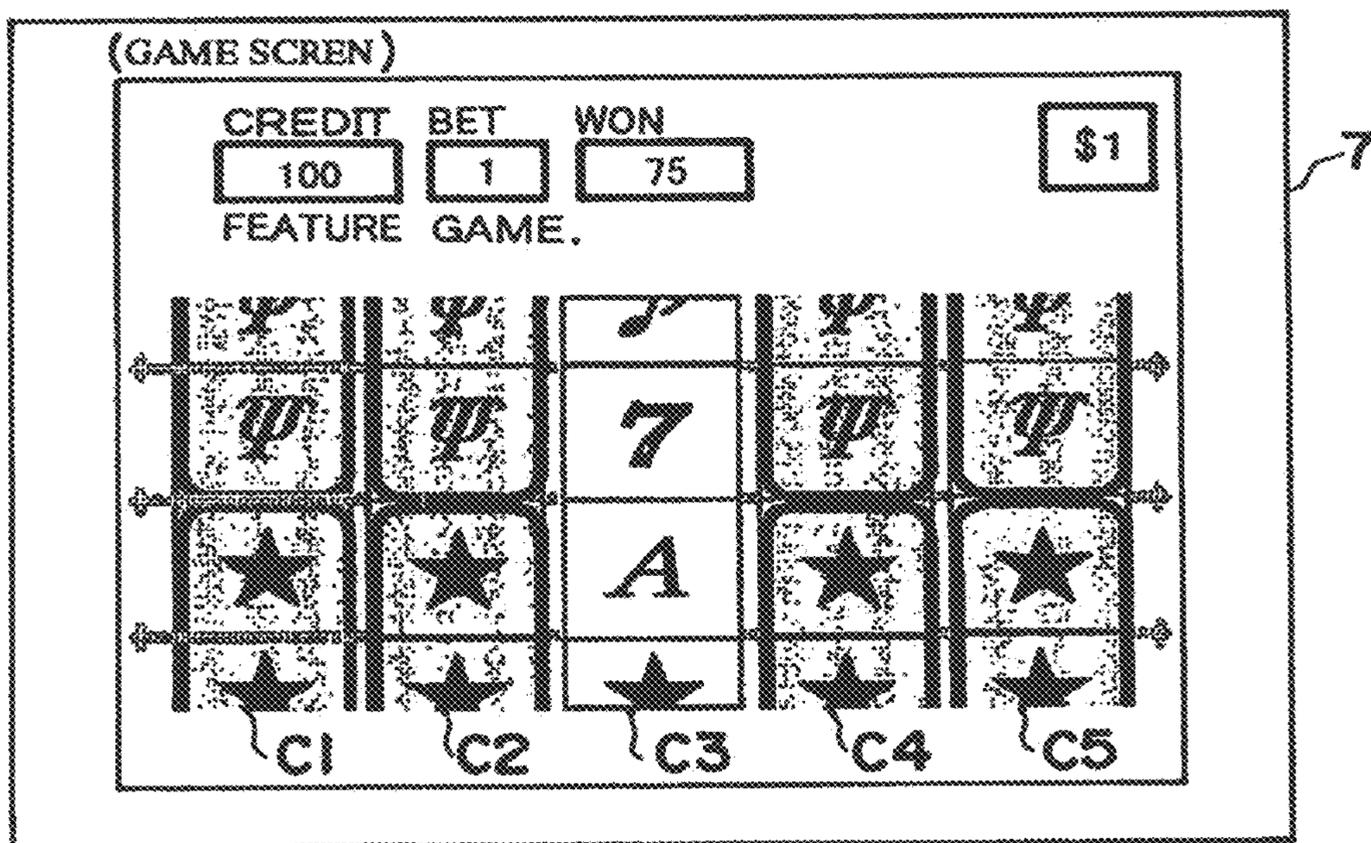 (GAME SCREN)
CREDIT BET WON
100 1 75 $1
FEATURE GAME.
7
7
A
C1 C2 C3 C4 C5